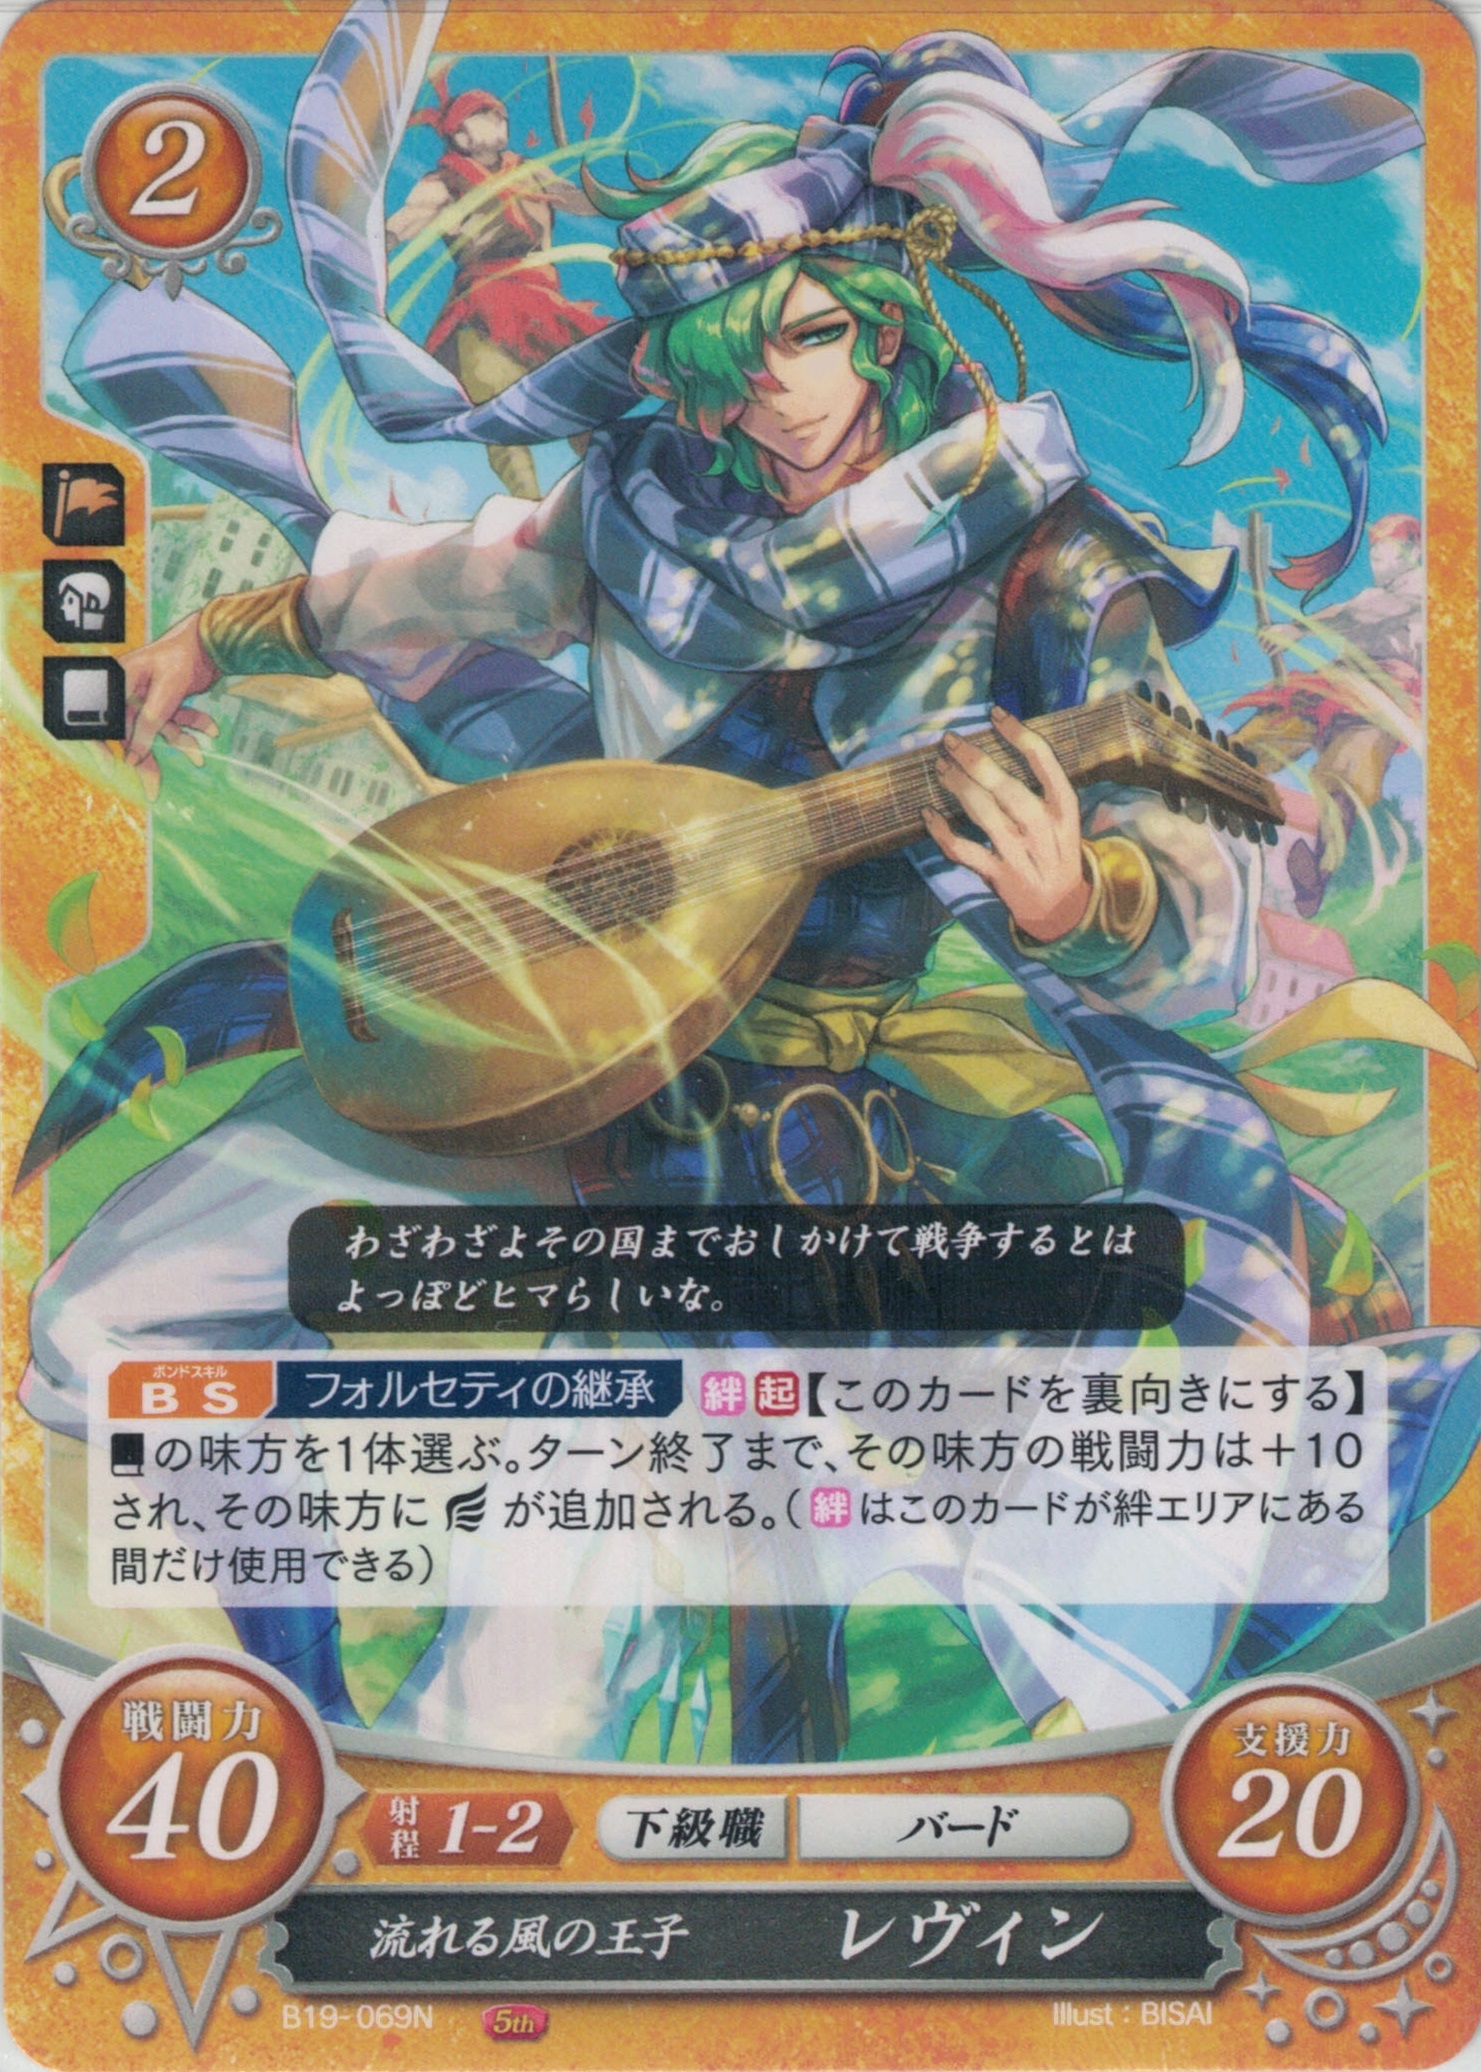 2
わざわざよその国までおしかけて戦争するとは
よっぽどヒマらしいな。
ボンドスキル
BS フォルセティの継承 絆 起【このカードを裏向きにする】
の味方を1体選ぶ。ターン終了まで、その味方の戦闘力は＋10
され、その味方に が追加される。（絆はこのカードが絆エリアにある
間だけ使用できる）
戦闘力
40
射程 1-2 下級職 バード
支援力
20
流れる風の王子 レヴィン
B19-069N 5th Illust：BISAI